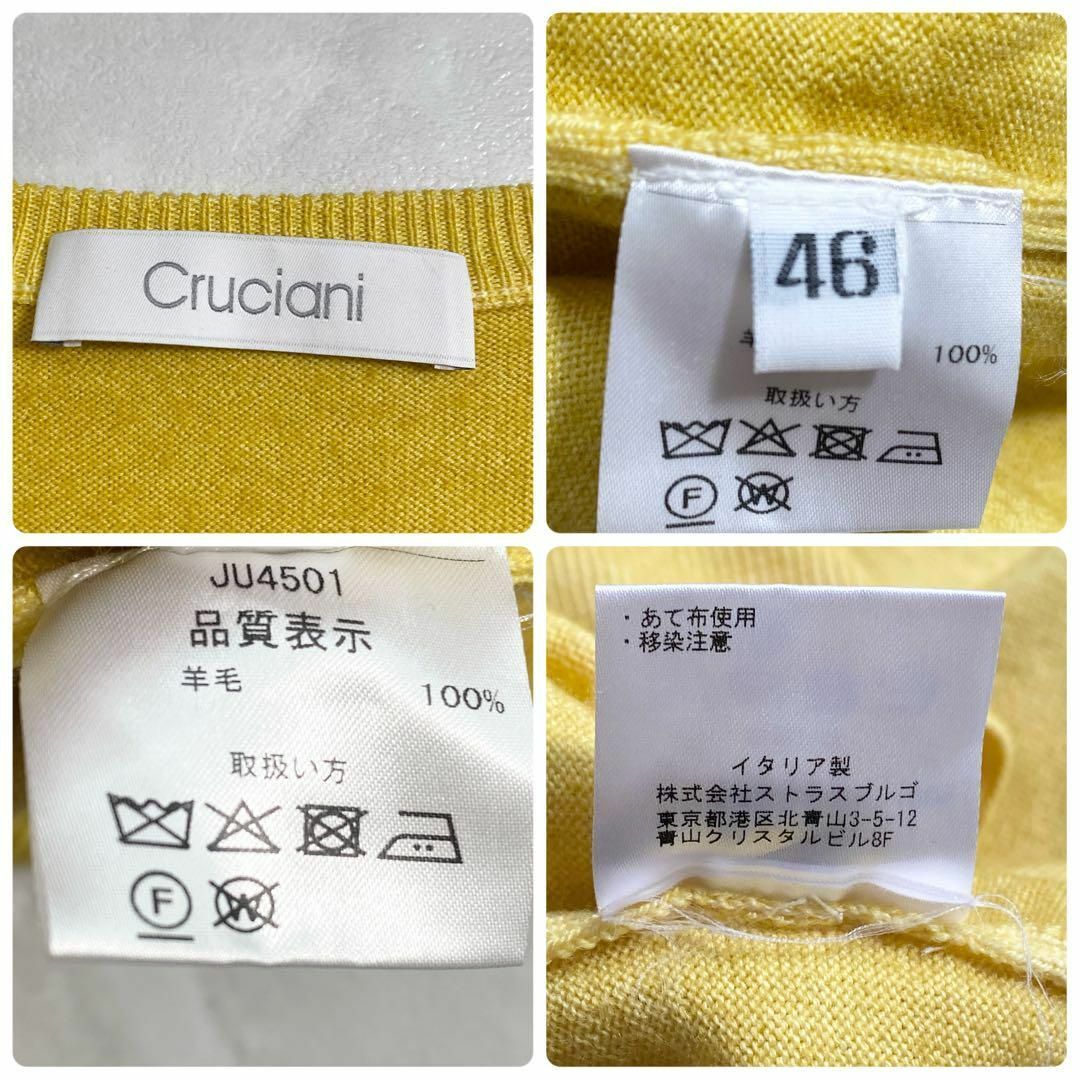 Cruciani
46
100%
取扱い方
F
W
JU4501
品質表示
羊毛 100%
取扱い方
F
W
・あて布使用
・移染注意
イタリア製
株式会社ストラスブルゴ
東京都港区北青山3-5-12
青山クリスタルビル8F